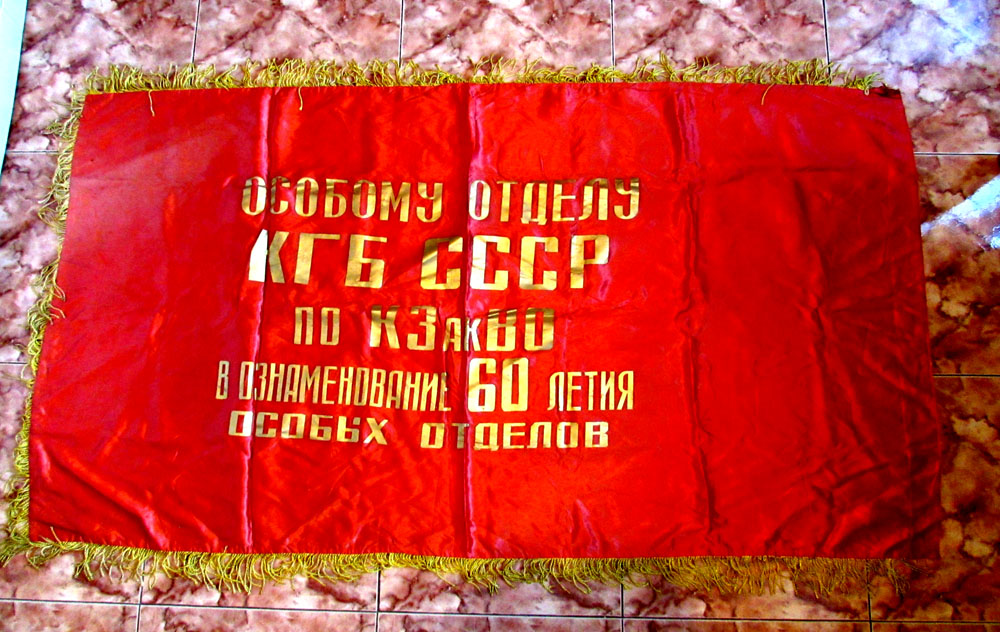 ОСОБОМУ ОТДЕЛУ
КГБ СССР
ПО КЗакВО
В ОЗНАМЕНОВАНИЕ 60 ЛЕТИЯ
ОСОБЫХ ОТДЕЛОВ